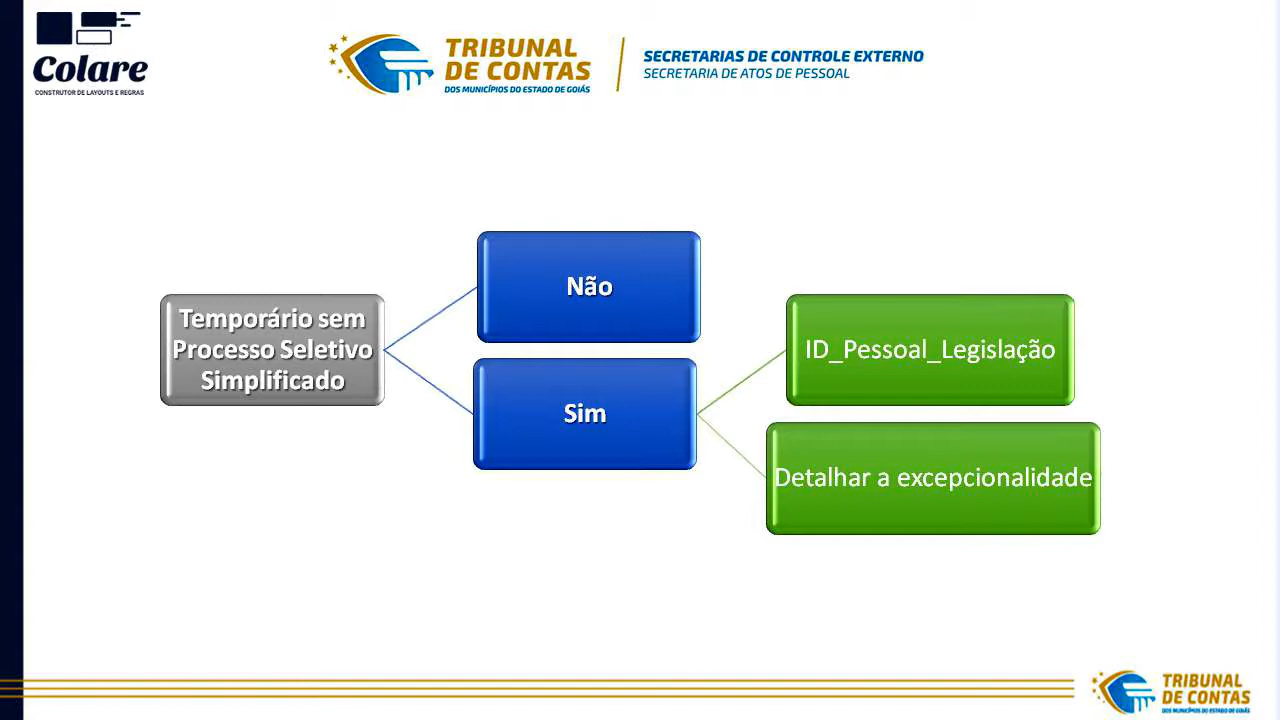 Colare
CONSTRUTOR DE LAYOUTS E REGRAS
TRIBUNAL
DE CONTAS
DOS MUNICÍPIOS DO ESTADO DE GOIÁS
SECRETARIAS DE CONTROLE EXTERNO
SECRETARIA DE ATOS DE PESSOAL
Temporário sem
Processo Seletivo
Simplificado
Não
Sim
ID_Pessoal_Legislação
Detalhar a excepcionalidade
TRIBUNAL
DE CONTAS
DOS MUNICÍPIOS DO ESTADO DE GOIÁS